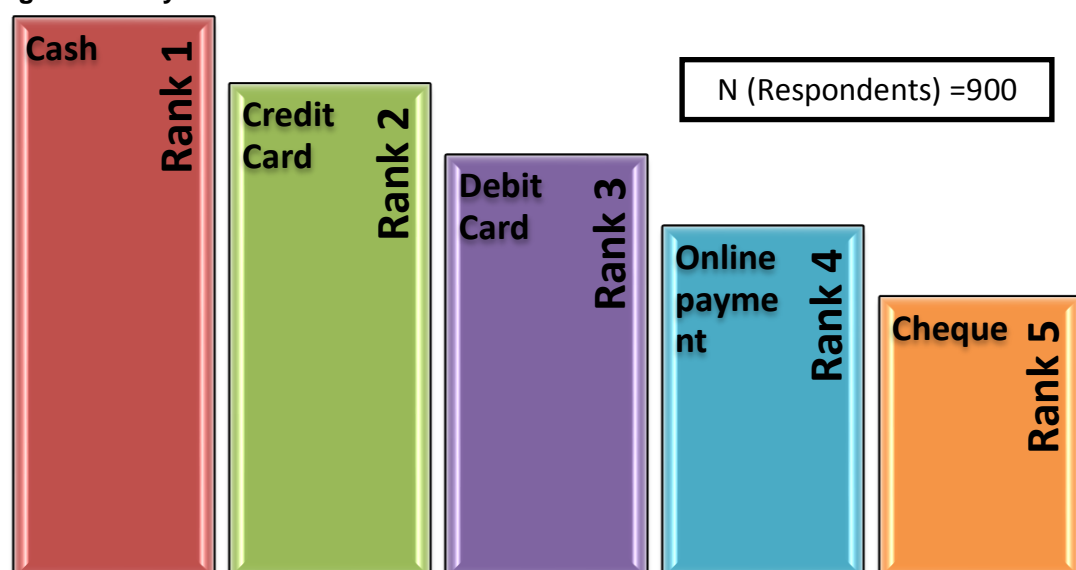 Cash
Rank 1
Credit
Card
Rank 2
Debit
Card
Rank 3
Online
payme
nt
Rank 4
Cheque
Rank 5
N (Respondents) =900